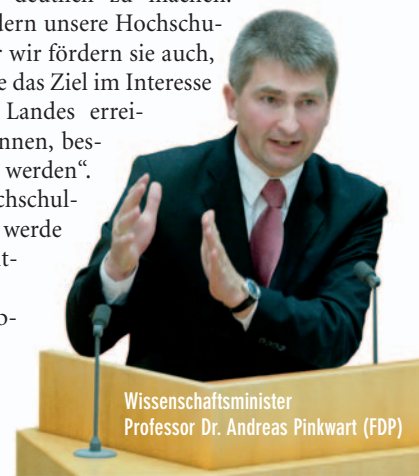 deutlich zu machen.
dern unsere Hochschu-
wir fördern sie auch,
e das Ziel im Interesse
Landes errei-
nnen, bes-
werden“.
chschul-
werde
t-
o-
Wissenschaftsminister
Professor Dr. Andreas Pinkwart (FDP)